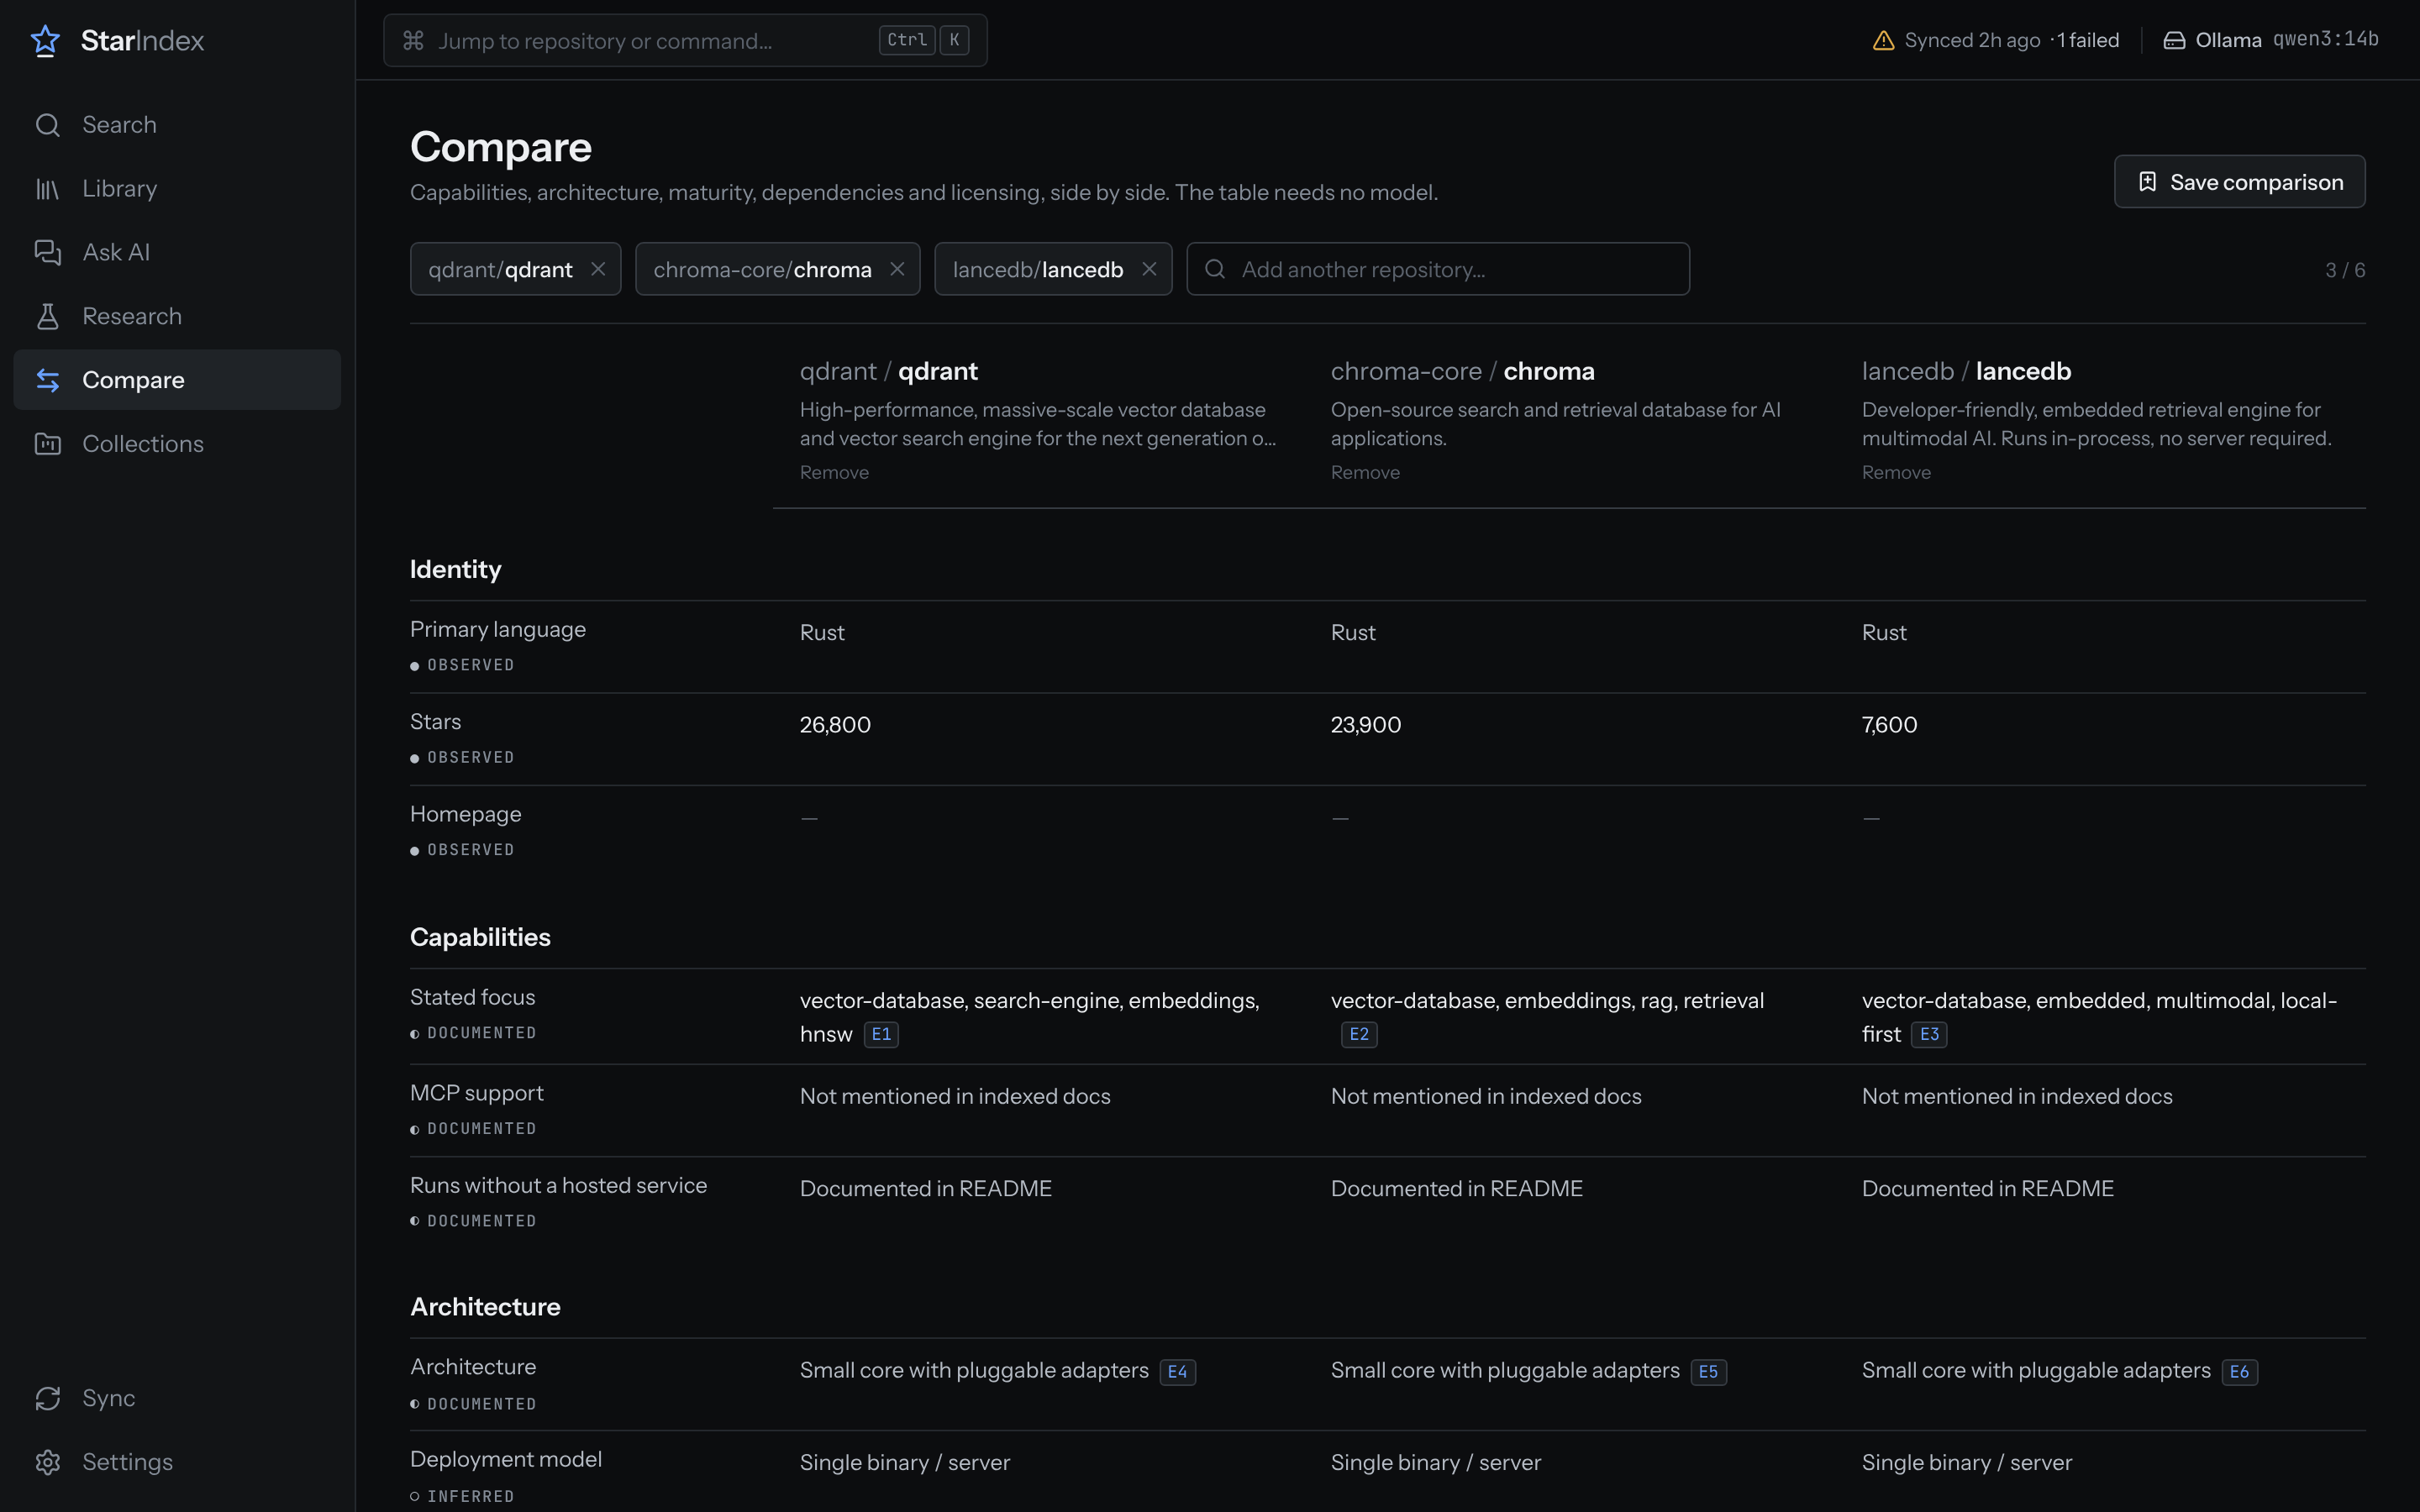 StarIndex
Jump to repository or command...
Ctrl K
Synced 2h ago · 1 failed
Ollama qwen3:14b
Search
Library
Ask AI
Research
Compare
Collections
Sync
Settings
Compare
Capabilities, architecture, maturity, dependencies and licensing, side by side. The table needs no model.
Save comparison
qdrant/qdrant
chroma-core/chroma
lancedb/lancedb
Add another repository...
3 / 6
qdrant / qdrant
High-performance, massive-scale vector database
and vector search engine for the next generation o...
Remove
chroma-core / chroma
Open-source search and retrieval database for AI
applications.
Remove
lancedb / lancedb
Developer-friendly, embedded retrieval engine for
multimodal AI. Runs in-process, no server required.
Remove
Identity
Primary language
OBSERVED
Rust
Rust
Rust
Stars
OBSERVED
26,800
23,900
7,600
Homepage
OBSERVED
—
—
—
Capabilities
Stated focus
DOCUMENTED
vector-database, search-engine, embeddings,
hnsw E1
vector-database, embeddings, rag, retrieval
E2
vector-database, embedded, multimodal, local-
first E3
MCP support
DOCUMENTED
Not mentioned in indexed docs
Not mentioned in indexed docs
Not mentioned in indexed docs
Runs without a hosted service
DOCUMENTED
Documented in README
Documented in README
Documented in README
Architecture
Architecture
DOCUMENTED
Small core with pluggable adapters E4
Small core with pluggable adapters E5
Small core with pluggable adapters E6
Deployment model
INFERRED
Single binary / server
Single binary / server
Single binary / server